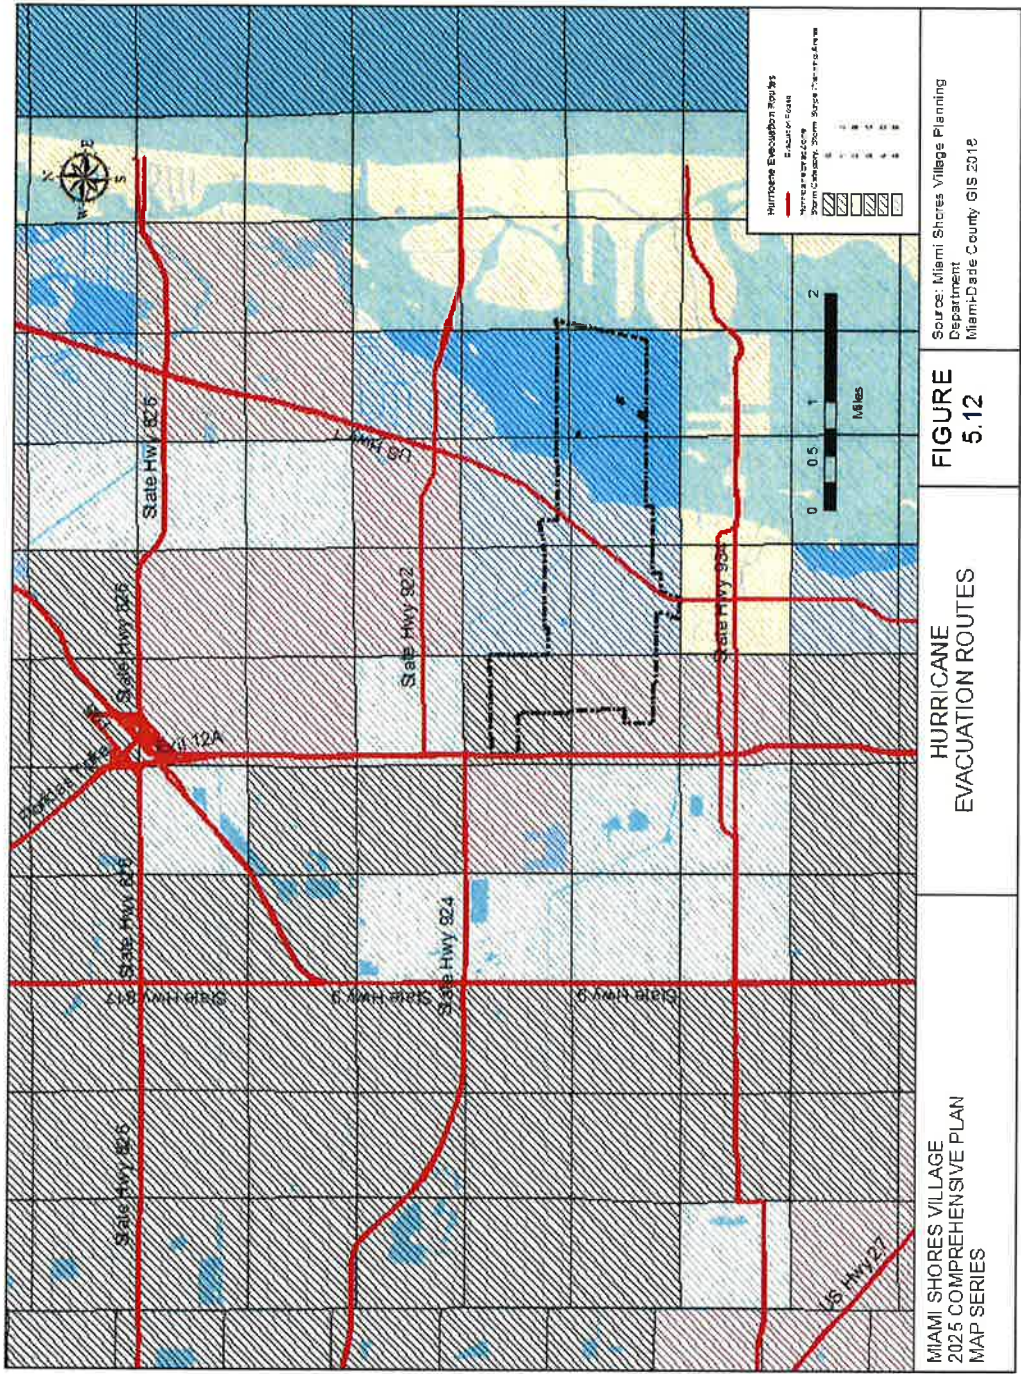 N
W
E
S
State Hwy 826
State Hwy 826
State Hwy 826
State Hwy 826
US Hwy 1
Exit 12A
State Hwy 922
State Hwy 924
State Hwy 934
State Hwy 817
State Hwy 9
State Hwy 9
State Hwy 9
US Hwy 27
Hurricane Evacuation Routes
0 0.5 1 2
Miles
MIAMI SHORES VILLAGE
2025 COMPREHENSIVE PLAN
MAP SERIES
HURRICANE
EVACUATION ROUTES
FIGURE
5.12
Source: Miami Shores Village Planning
Department
Miami-Dade County GIS 2018